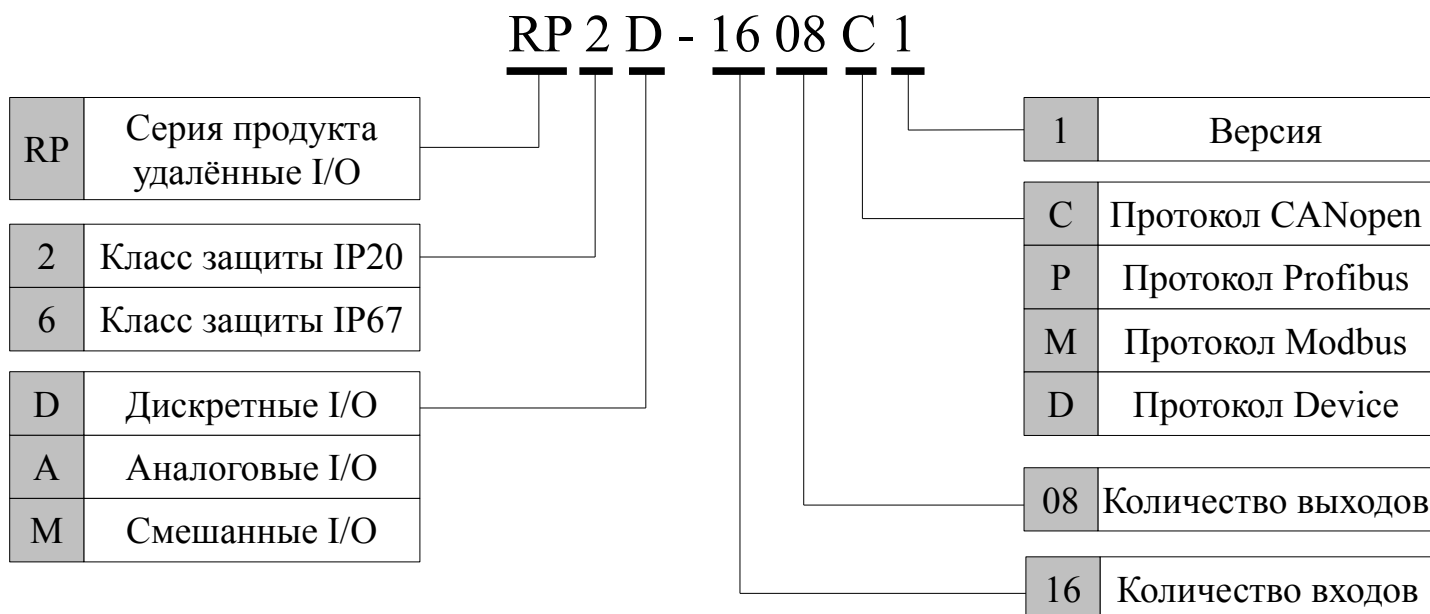 RP 2 D - 16 08 C 1
RP Серия продукта
удалённые I/O
2 Класс защиты IP20
6 Класс защиты IP67
D Дискретные I/O
A Аналоговые I/O
M Смешанные I/O
1 Версия
C Протокол CANopen
P Протокол Profibus
M Протокол Modbus
D Протокол Device
08 Количество выходов
16 Количество входов